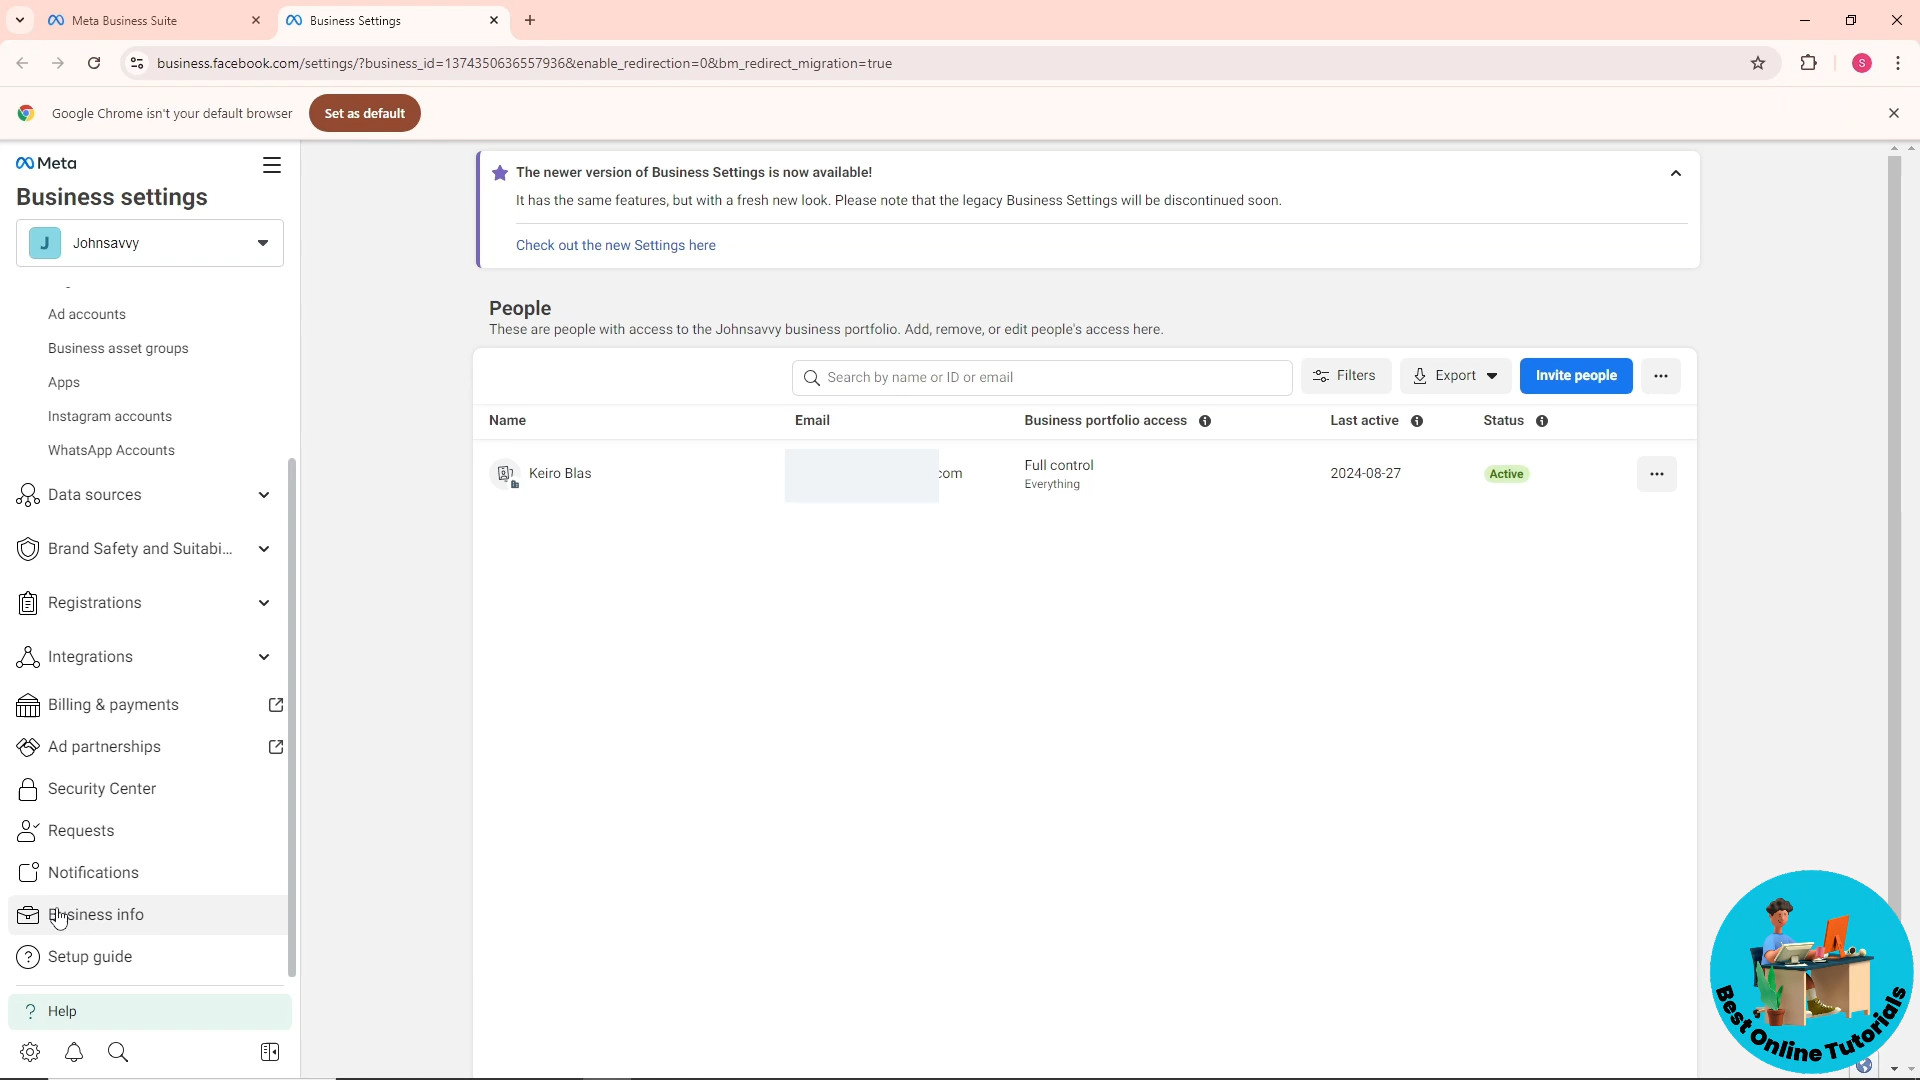 Meta Business Suite
Business Settings
business.facebook.com/settings/?business_id=1374350636557936&enable_redirection=0&bm_redirect_migration=true
S
Google Chrome isn't your default browser
Set as default
Meta
Business settings
J Johnsavvy
Ad accounts
Business asset groups
Apps
Instagram accounts
WhatsApp Accounts
Data sources
Brand Safety and Suitabi...
Registrations
Integrations
Billing & payments
Ad partnerships
Security Center
Requests
Notifications
Business info
Setup guide
? Help
The newer version of Business Settings is now available!
It has the same features, but with a fresh new look. Please note that the legacy Business Settings will be discontinued soon.
Check out the new Settings here
People
These are people with access to the Johnsavvy business portfolio. Add, remove, or edit people's access here.
Search by name or ID or email
Filters
Export
Invite people
Name Email Business portfolio access Last active Status
Keiro Blas com Full control 2024-08-27 Active
Everything
Best Online Tutorials